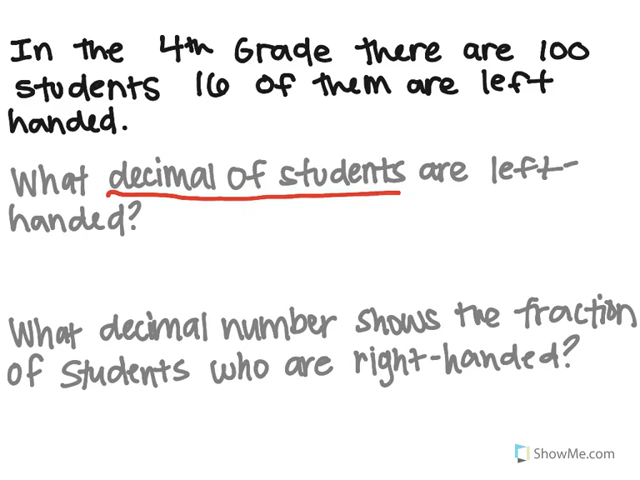 In the 4th Grade there are 100
students 16 of them are left
handed.
What decimal of students are left-
handed?
What decimal number shows the fraction
of students who are right-handed?
ShowMe.com